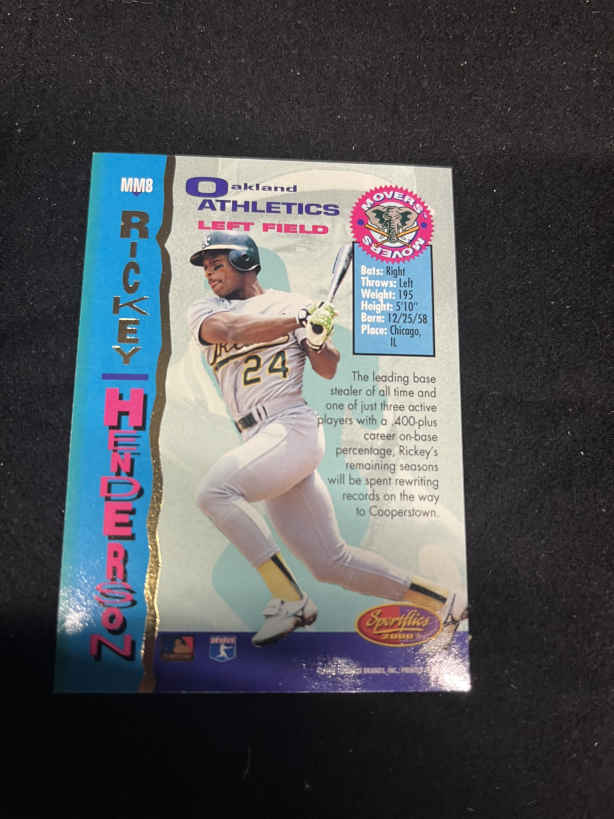 MM8
RICKEY
HENDERSON
Oakland
ATHLETICS
LEFT FIELD
MOVERS
MOVERS
Bats: Right
Throws: Left
Weight: 195
Height: 5'10"
Born: 12/25/58
Place: Chicago,
IL
24
The leading base
stealer of all time and
one of just three active
players with a .400-plus
career on-base
percentage, Rickey's
remaining seasons
will be spent rewriting
records on the way
to Cooperstown.
Sportflics
2000
BRANDS, INC.